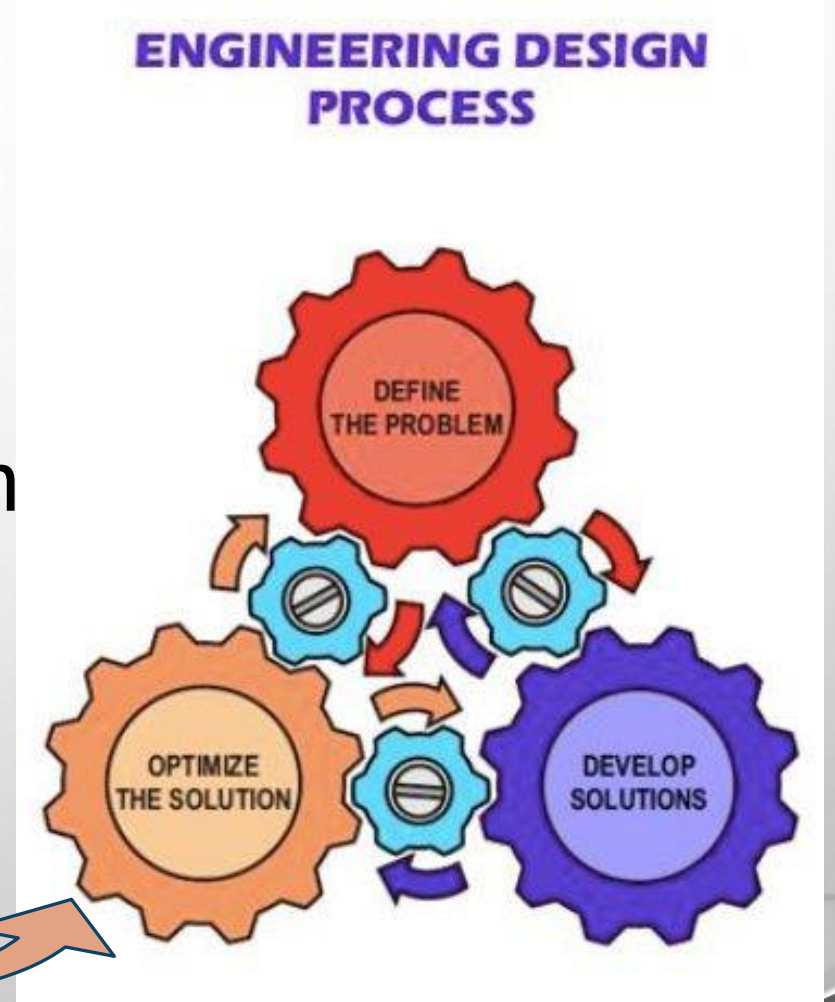 ENGINEERING DESIGN
PROCESS
DEFINE
THE PROBLEM
n
OPTIMIZE
THE SOLUTION
DEVELOP
SOLUTIONS